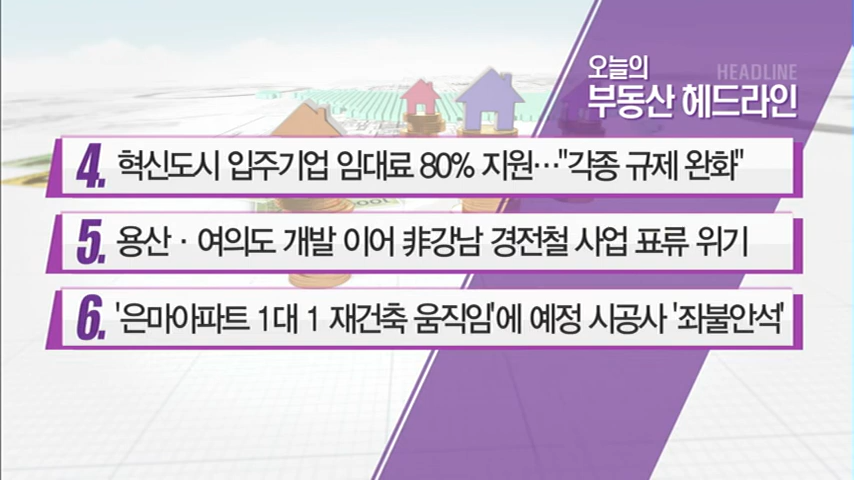 오늘의 HEADLINE
부동산 헤드라인
4. 혁신도시 입주기업 임대료 80% 지원…"각종 규제 완화"
5. 용산·여의도 개발 이어 非강남 경전철 사업 표류 위기
6. '은마아파트 1대 1 재건축 움직임'에 예정 시공사 '좌불안석'